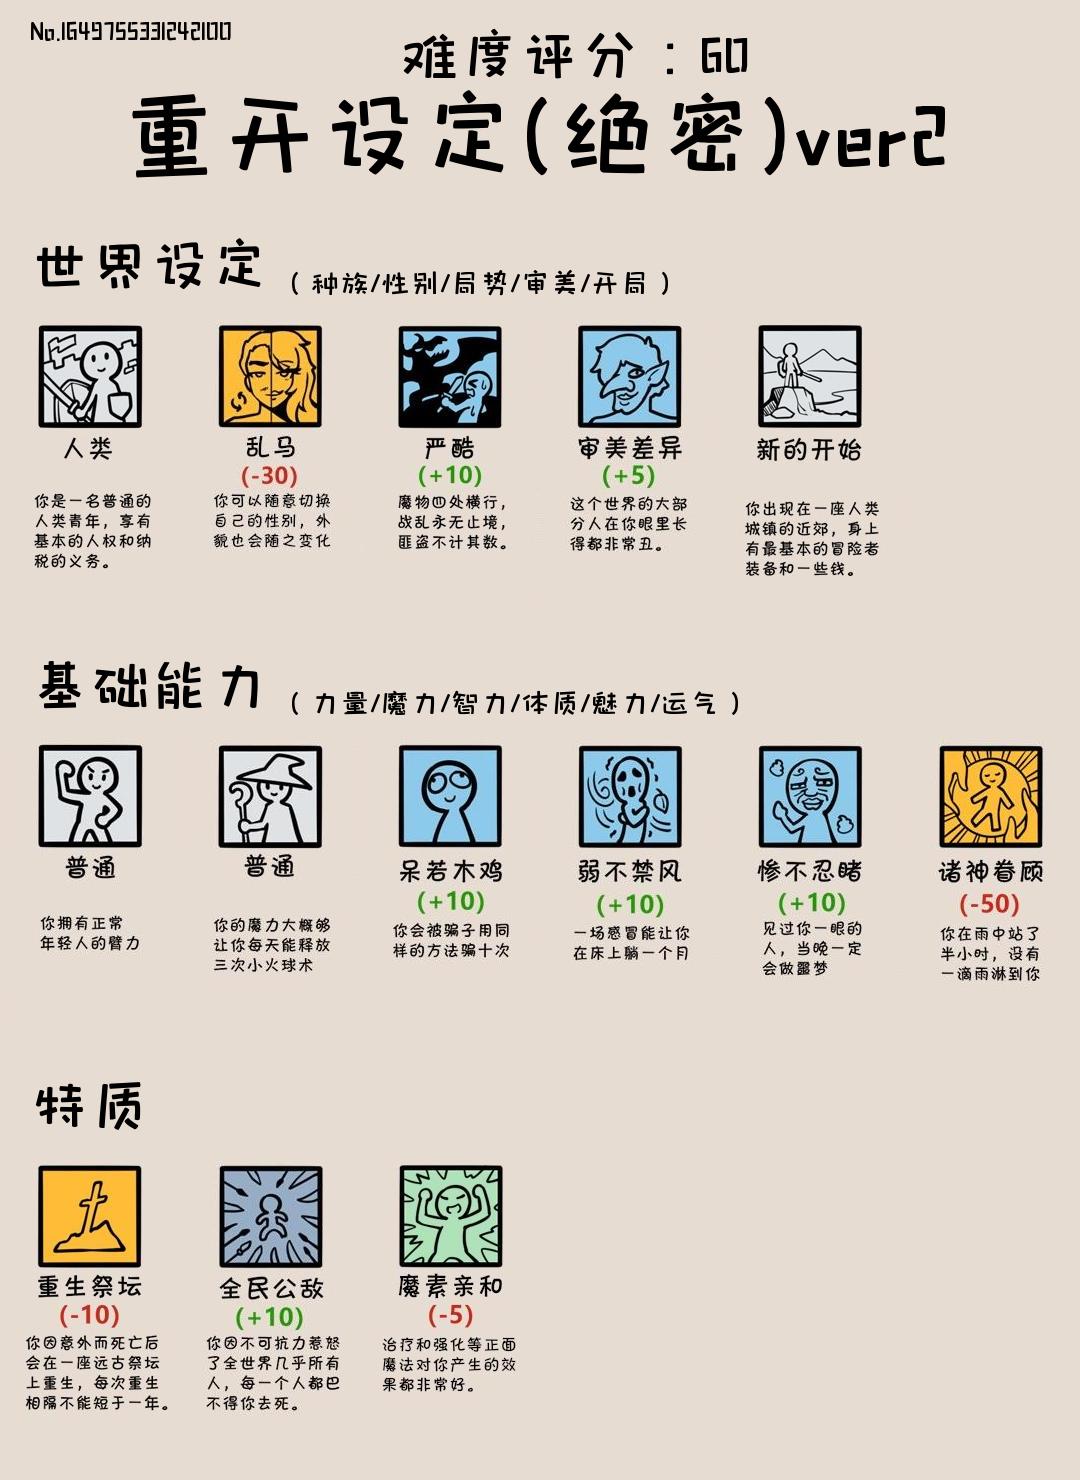 No.1649755331242100
难度评分：60
重开设定(绝密)ver2
世界设定 （ 种族/性别/局势/审美/开局 ）
人类 乱马 严酷 审美差异 新的开始
(-30) (+10) (+5)
你是一名普通的
人类青年，享有
基本的人权和纳
税的义务。
你可以随意切换
自己的性别，外
貌也会随之变化
魔物四处横行，
战乱永无止境，
匪盗不计其数。
这个世界的大部
分人在你眼里长
得都非常丑。
你出现在一座人类
城镇的近郊，身上
有最基本的冒险者
装备和一些钱。
基础能力 （ 力量/魔力/智力/体质/魅力/运气 ）
普通 普通 呆若木鸡 弱不禁风 惨不忍睹 诸神眷顾
(+10) (+10) (+10) (-50)
你拥有正常
年轻人的臂力
你的魔力大概够
让你每天能释放
三次小火球术
你会被骗子用同
样的方法骗十次
一场感冒能让你
在床上躺一个月
见过你一眼的
人，当晚一定
会做噩梦
你在雨中站了
半小时，没有
一滴雨淋到你
特质
重生祭坛 全民公敌 魔素亲和
(-10) (+10) (-5)
你因意外而死亡后
会在一座远古祭坛
上重生，每次重生
相隔不能短于一年。
你因不可抗力惹怒
了全世界几乎所有
人，每一个人都巴
不得你去死。
治疗和强化等正面
魔法对你产生的效
果都非常好。